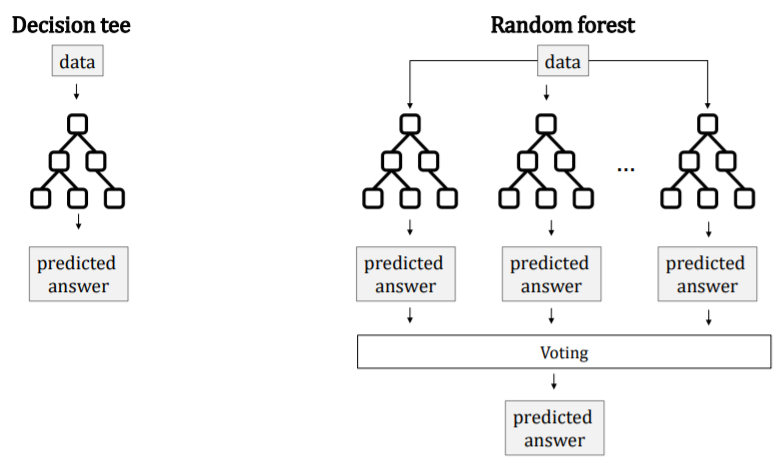 Decision tee
data
predicted
answer
Random forest
data
...
predicted
answer
predicted
answer
predicted
answer
Voting
predicted
answer